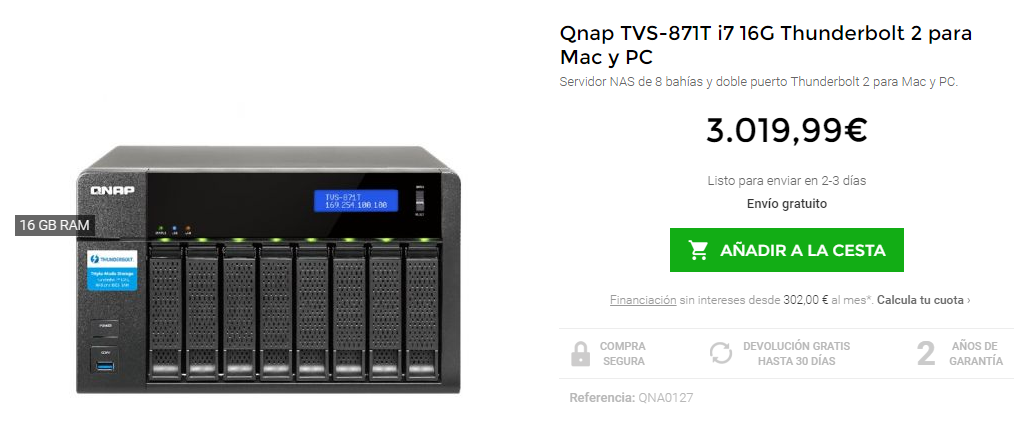 Qnap TVS-871T i7 16G Thunderbolt 2 para
Mac y PC
Servidor NAS de 8 bahías y doble puerto Thunderbolt 2 para Mac y PC.
3.019,99€
Listo para enviar en 2-3 días
Envío gratuito
AÑADIR A LA CESTA
Financiación sin intereses desde 302,00 € al mes*. Calcula tu cuota ›
COMPRA
SEGURA
DEVOLUCIÓN GRATIS
HASTA 30 DÍAS
2 AÑOS DE
GARANTÍA
Referencia: QNA0127
QNAP
TVS-871T
169.254.100.100
16 GB RAM
THUNDERBOLT
POWER
COPY